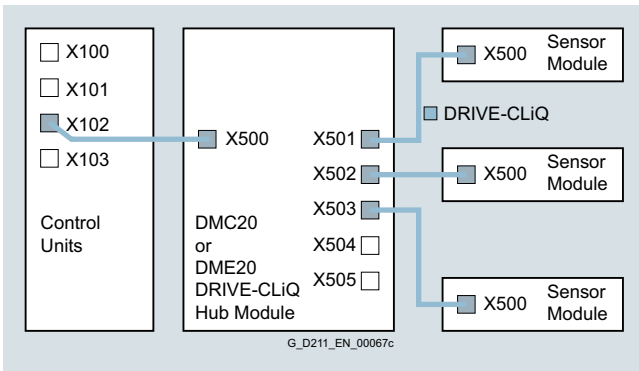 X100
X101
X102
X103
Control
Units
X500
X501
X502
X503
X504
X505
DMC20
or
DME20
DRIVE-CLiQ
Hub Module
X500
Sensor
Module
DRIVE-CLiQ
X500
Sensor
Module
X500
Sensor
Module
G_D211_EN_00067c